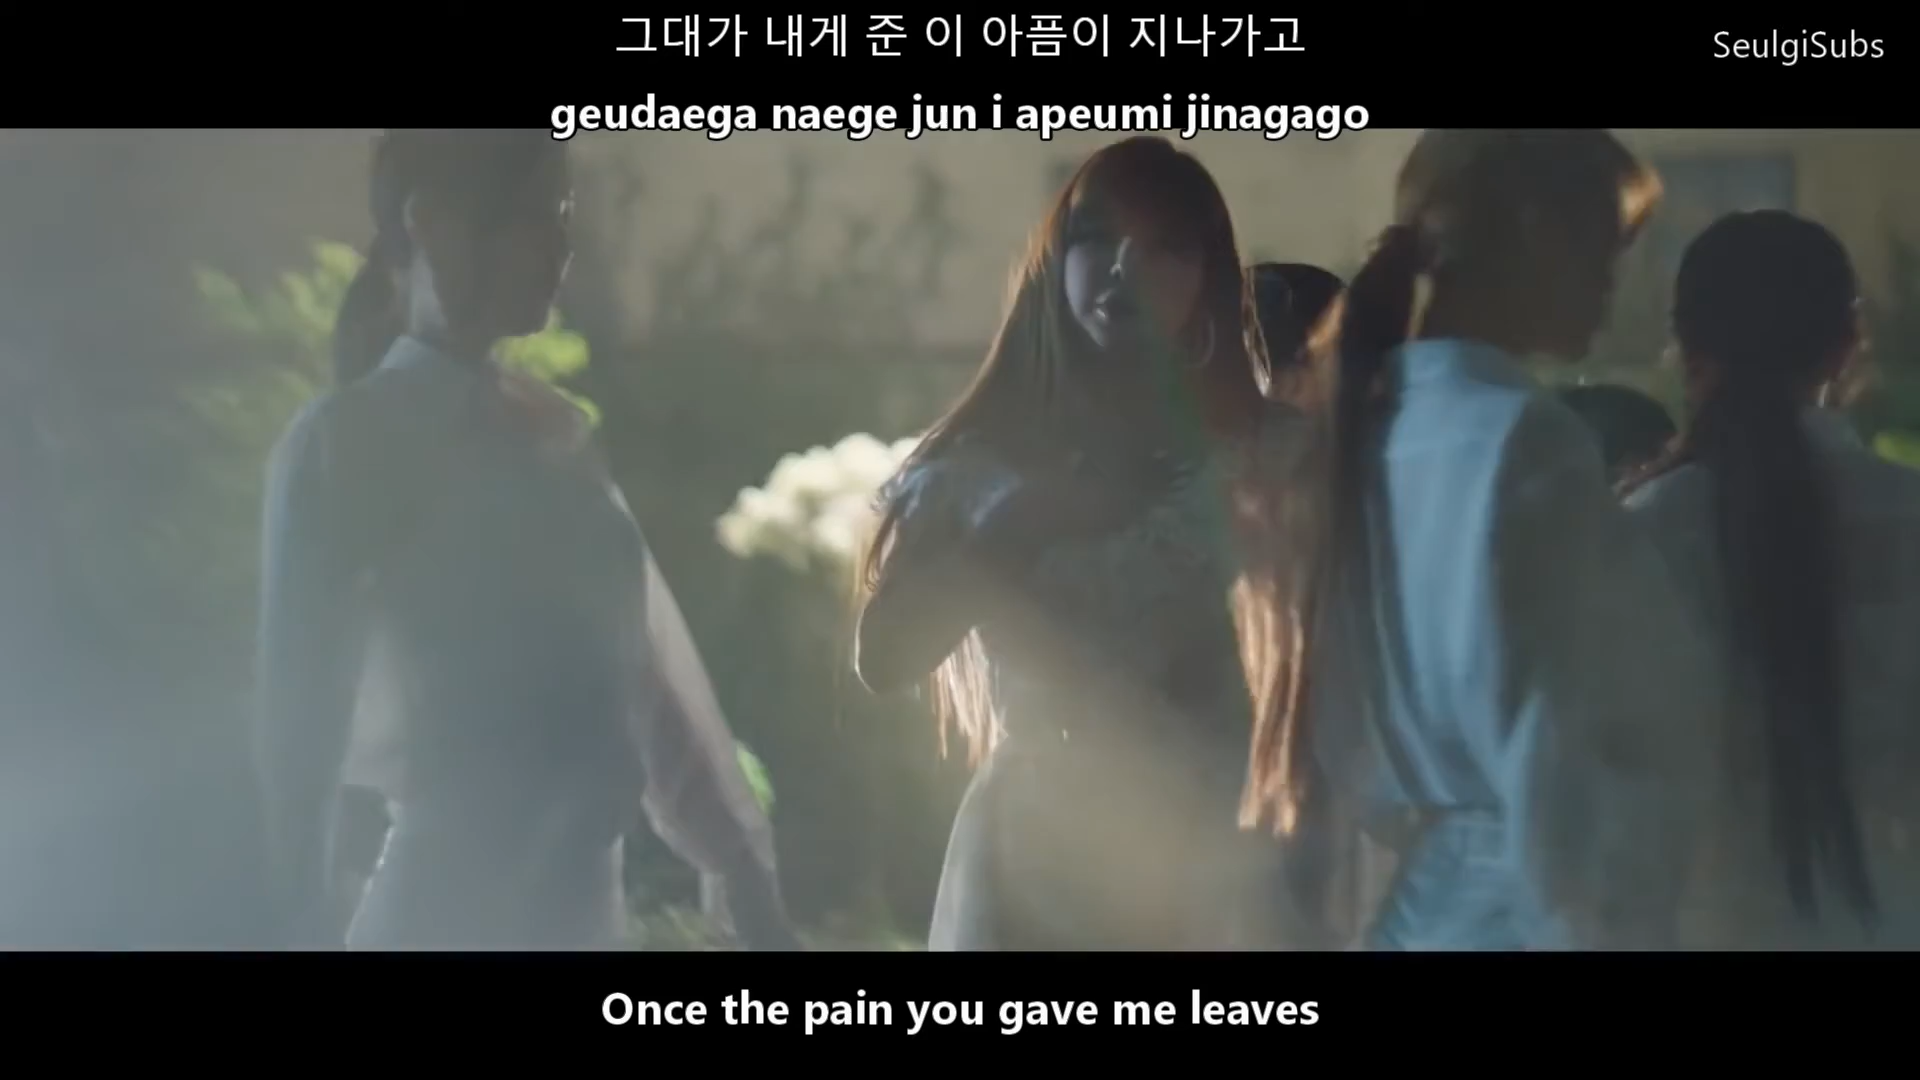 그대가 내게 준 이 아픔이 지나가고
SeulgiSubs
geudaega naege jun i apeumi jinagago
Once the pain you gave me leaves